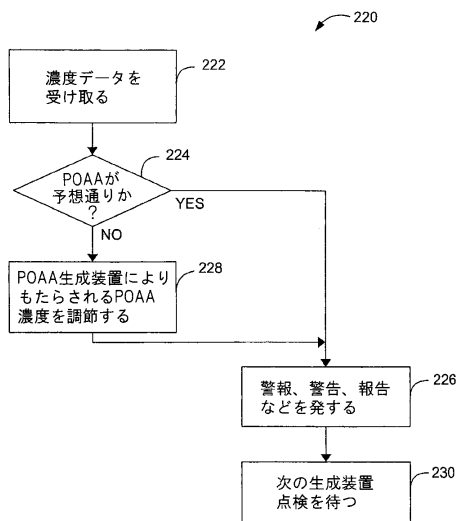 220
濃度データを
受け取る
222
POAAが
予想通りか
?
224
YES
NO
POAA生成装置により
もたらされるPOAA
濃度を調節する
228
警報、警告、報告
などを発する
226
次の生成装置
点検を待つ
230